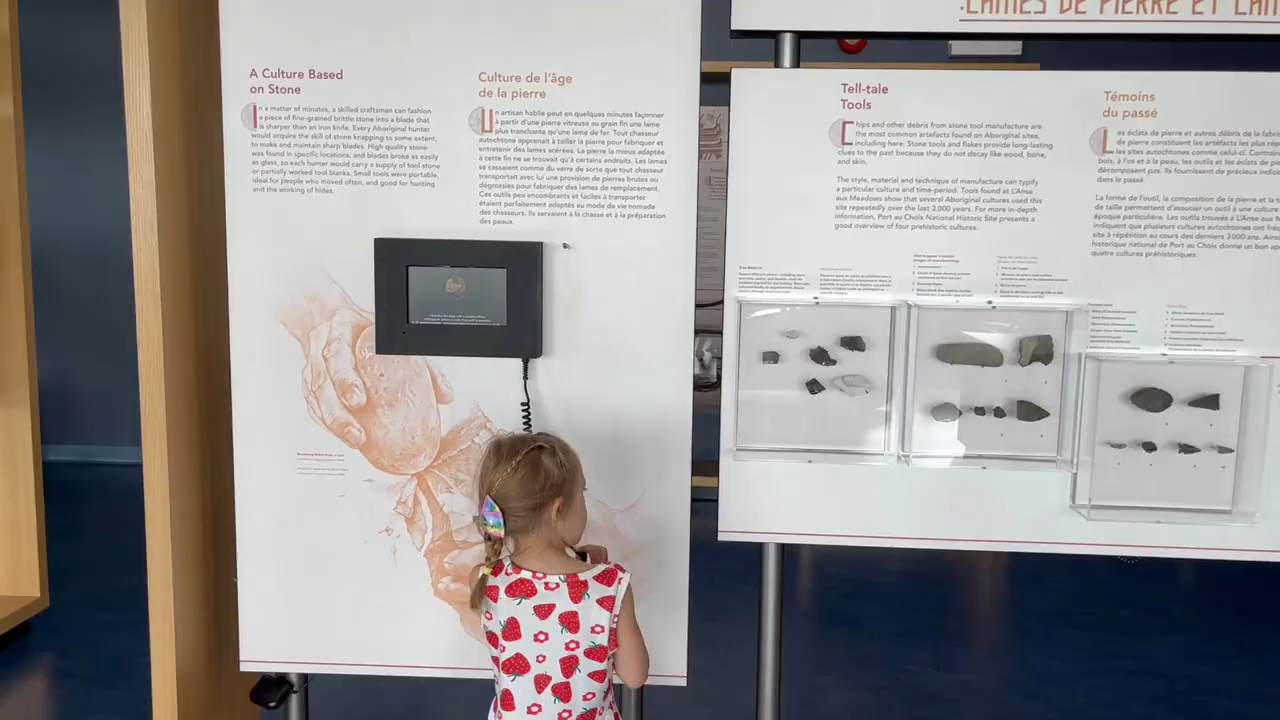 LAMES DE PIERRE ET
A Culture Based
on Stone
In a matter of minutes, a skilled craftsman can fashion
a piece of fine-grained brittle stone into a blade that
is sharper than an iron knife. Every Aboriginal hunter
would acquire the skill of stone knapping to some extent,
to make and maintain sharp blades. High quality stone
was found in specific locations, and blades broke as easily
as glass, so each hunter would carry a supply of tool stone
or partially worked tool blanks. Small tools were portable,
ideal for people who moved often, and good for hunting
and the working of hides.
Culture de l'âge
de la pierre
Un artisan habile peut en quelques minutes façonner
à partir d'une pierre vitreuse au grain fin une lame
plus tranchante qu'une lame de fer. Tout chasseur
autochtone apprenait à tailler la pierre pour fabriquer et
entretenir des lames acérées. La pierre la mieux adaptée
à cette fin ne se trouvait qu'à certains endroits. Les lames
se cassaient comme du verre de sorte que tout chasseur
transportait avec lui une provision de pierres brutes ou
dégrossies pour fabriquer des lames de remplacement.
Ces outils peu encombrants et faciles à transporter
étaient parfaitement adaptés au mode de vie nomade
des chasseurs. Ils servaient à la chasse et à la préparation
des peaux.
Tell-tale
Tools
Chips and other debris from stone tool manufacture are
the most common artefacts found on Aboriginal sites,
including here. Stone tools and flakes provide long-lasting
clues to the past because they do not decay like wood, bone,
and skin.
The style, material and technique of manufacture can typify
a particular culture and time-period. Tools found at L'Anse
aux Meadows show that several Aboriginal cultures used this
site repeatedly over the last 3,000 years. For more in-depth
information, Port au Choix National Historic Site presents a
good overview of four prehistoric cultures.
Témoins
du passé
Les éclats de pierre et autres débris de la
de pierre constituent les artéfacts les plus
les sites autochtones comme celui-ci.
bois, à l'os et à la peau, les outils et les éclats de
décomposent pas. Ils fournissent de précieux
dans le passé.
La forme de l'outil, la composition de la pierre et la
de taille permettent d'associer un outil à une culture
époque particulière. Les outils trouvés à L'Anse aux
indiquent que plusieurs cultures autochtones ont
site à répétition au cours des derniers 3 000 ans.
historique national de Port au Choix donne un bon
quatre cultures préhistoriques.